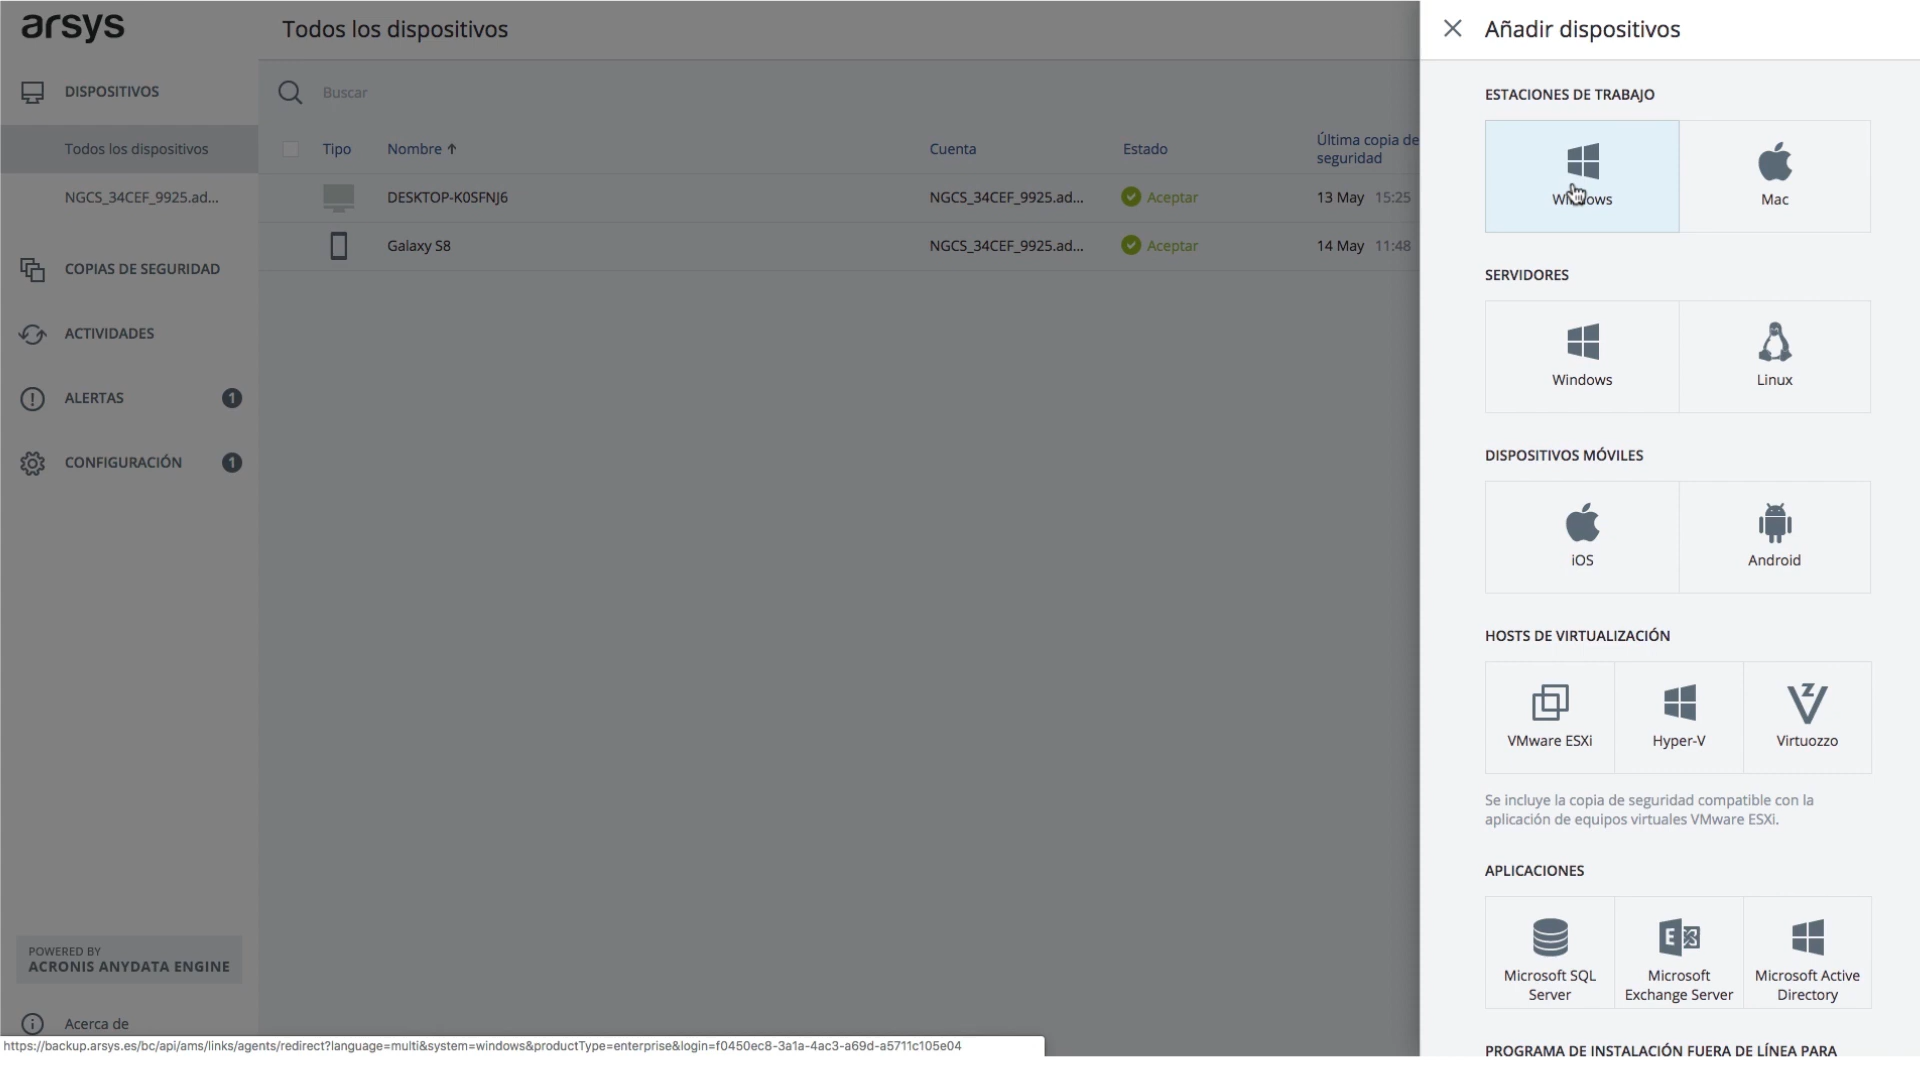 arsys
Todos los dispositivos
Añadir dispositivos
DISPOSITIVOS
Todos los dispositivos
NGCS_34CEF_9925.ad...
COPIAS DE SEGURIDAD
ACTIVIDADES
ALERTAS 1
CONFIGURACIÓN 1
POWERED BY
ACRONIS ANYDATA ENGINE
Acerca de
Buscar
Tipo Nombre Cuenta Estado Última copia de
seguridad
DESKTOP-K0SFNJ6 NGCS_34CEF_9925.ad... Aceptar 13 May 15:25
Galaxy S8 NGCS_34CEF_9925.ad... Aceptar 14 May 11:48
ESTACIONES DE TRABAJO
Windows Mac
SERVIDORES
Windows Linux
DISPOSITIVOS MÓVILES
iOS Android
HOSTS DE VIRTUALIZACIÓN
VMware ESXi Hyper-V Virtuozzo
Se incluye la copia de seguridad compatible con la
aplicación de equipos virtuales VMware ESXi.
APLICACIONES
Microsoft SQL
Server
Microsoft
Exchange Server
Microsoft Active
Directory
PROGRAMA DE INSTALACIÓN FUERA DE LÍNEA PARA
https://backup.arsys.es/bc/api/ams/links/agents/redirect?language=multi&system=windows&productType=enterprise&login=f0450ec8-3a1a-4ac3-a69d-a5711c105e04